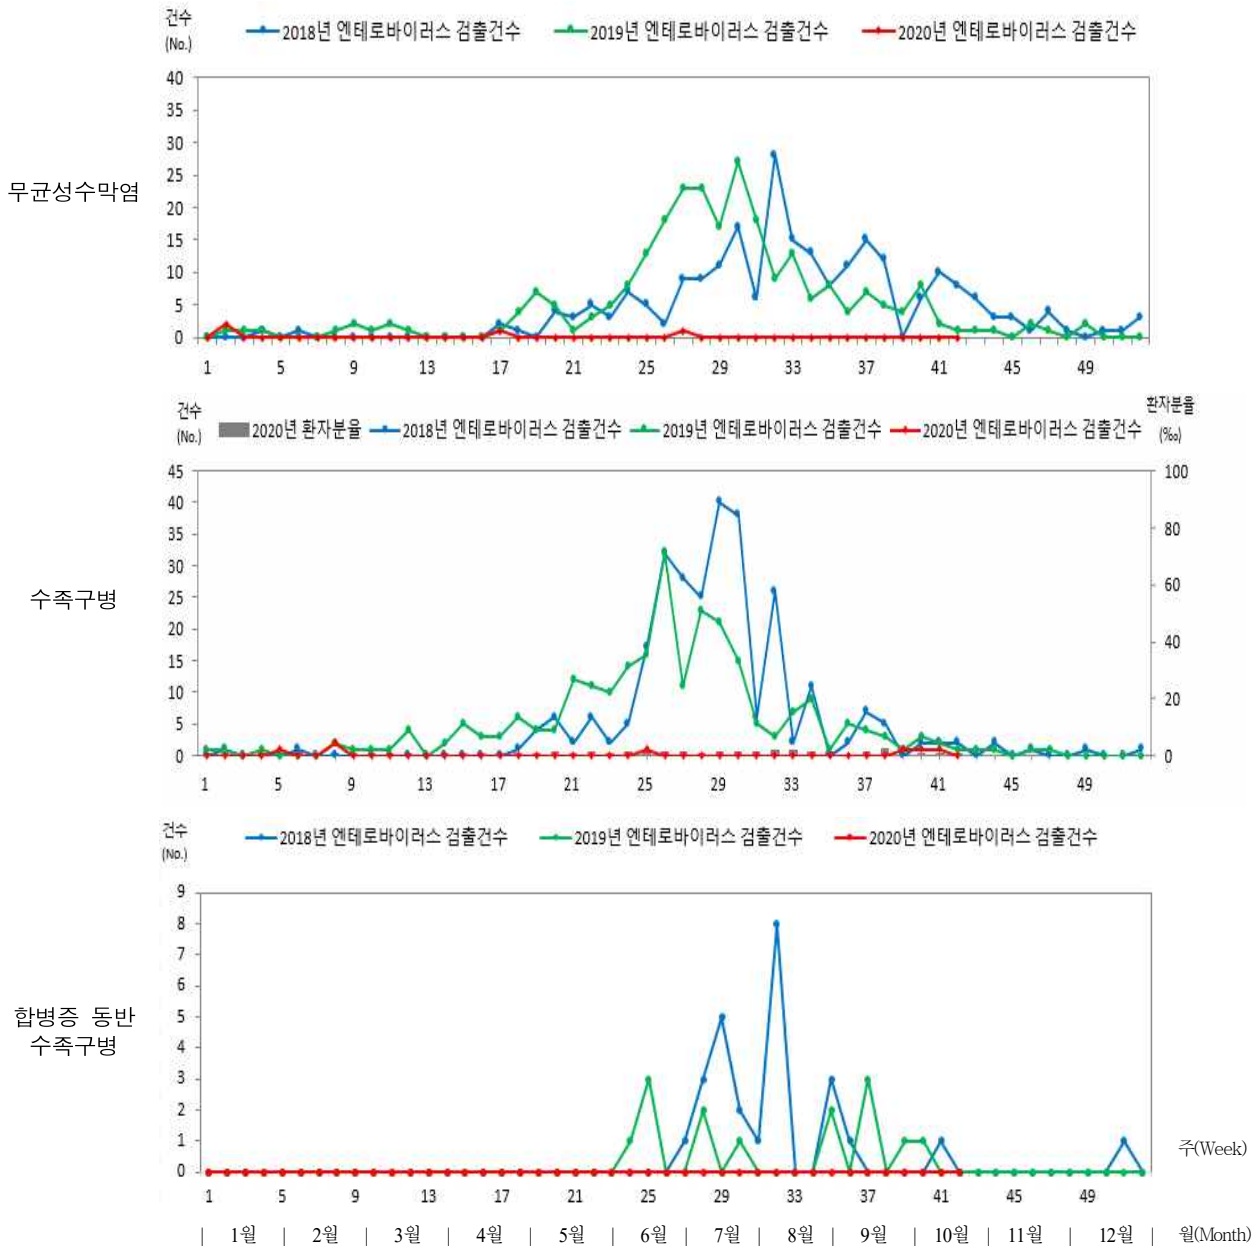 건수
(No.)
2018년 엔테로바이러스 검출건수 2019년 엔테로바이러스 검출건수 2020년 엔테로바이러스 검출건수
40
35
30
25
20
15
10
5
0
무균성수막염
1 5 9 13 17 21 25 29 33 37 41 45 49
건수
(No.)
2020년 환자분율 2018년 엔테로바이러스 검출건수 2019년 엔테로바이러스 검출건수 2020년 엔테로바이러스 검출건수
환자분율
(‰)
45
40
35
30
25
20
15
10
5
0
100
80
60
40
20
0
수족구병
1 5 9 13 17 21 25 29 33 37 41 45 49
건수
(No.)
2018년 엔테로바이러스 검출건수 2019년 엔테로바이러스 검출건수 2020년 엔테로바이러스 검출건수
9
8
7
6
5
4
3
2
1
0
합병증 동반
수족구병
주(Week)
1 5 9 13 17 21 25 29 33 37 41 45 49
| 1월 | 2월 | 3월 | 4월 | 5월 | 6월 | 7월 | 8월 | 9월 | 10월 | 11월 | 12월 | 월(Month)